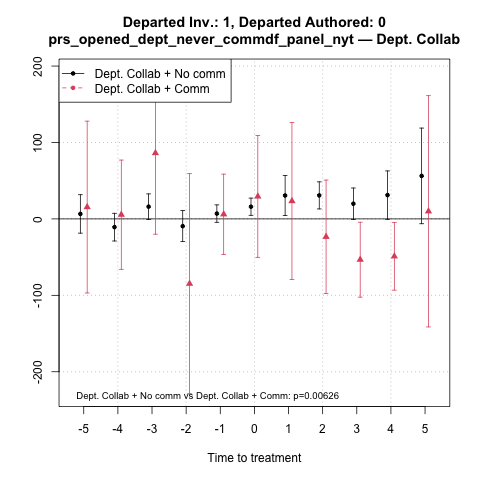 Departed Inv.: 1, Departed Authored: 0
prs_opened_dept_never_commdf_panel_nyt — Dept. Collab
Dept. Collab + No comm
Dept. Collab + Comm
200
100
0
-100
-200
Dept. Collab + No comm vs Dept. Collab + Comm: p=0.00626
-5 -4 -3 -2 -1 0 1 2 3 4 5
Time to treatment